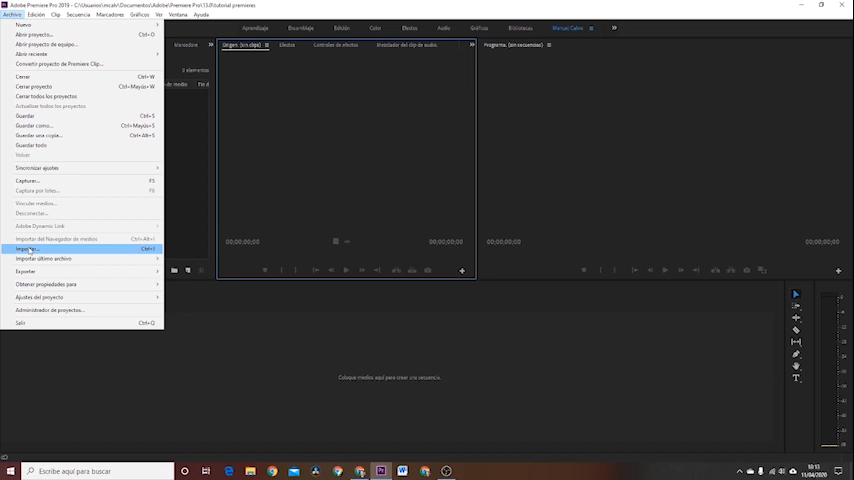 Adobe Premiere Pro 2019 - C:\Usuarios\mcalv\Documentos\Adobe\Premiere Pro\13.0\tutorial premieres
Archivo Edición Clip Secuencia Marcadores Gráficos Ver Ventana Ayuda
Aprendizaje Ensamblaje Edición Color Efectos Audio Gráficos Bibliotecas Manuel Calvo
Nuevo
Abrir proyecto... Ctrl+O
Abrir proyecto de equipo...
Abrir reciente
Convertir proyecto de Premiere Clip...
Cerrar Ctrl+W
Cerrar proyecto Ctrl+Mayús+W
Cerrar todos los proyectos
Actualizar todos los proyectos
Guardar Ctrl+S
Guardar como... Ctrl+Mayús+S
Guardar una copia... Ctrl+Alt+S
Guardar todo
Volver
Sincronizar ajustes
Capturar... F5
Captura por lotes... F6
Vincular medios...
Desconectar...
Adobe Dynamic Link
Importar del Navegador de medios Ctrl+Alt+I
Importar... Ctrl+I
Importar último archivo
Exportar
Obtener propiedades para
Ajustes del proyecto
Administrador de proyectos...
Salir Ctrl+Q
Marcadore
0 elementos
Origen: (sin clips) Efectos Controles de efectos Mezclador del clip de audio.
Programa: (sin secuencias)
00;00;00;00 00;00;00;00 00;00;00;00 00;00;00;00
Coloque medios aquí para crear una secuencia.
Escribe aquí para buscar
10:13
11/04/2020